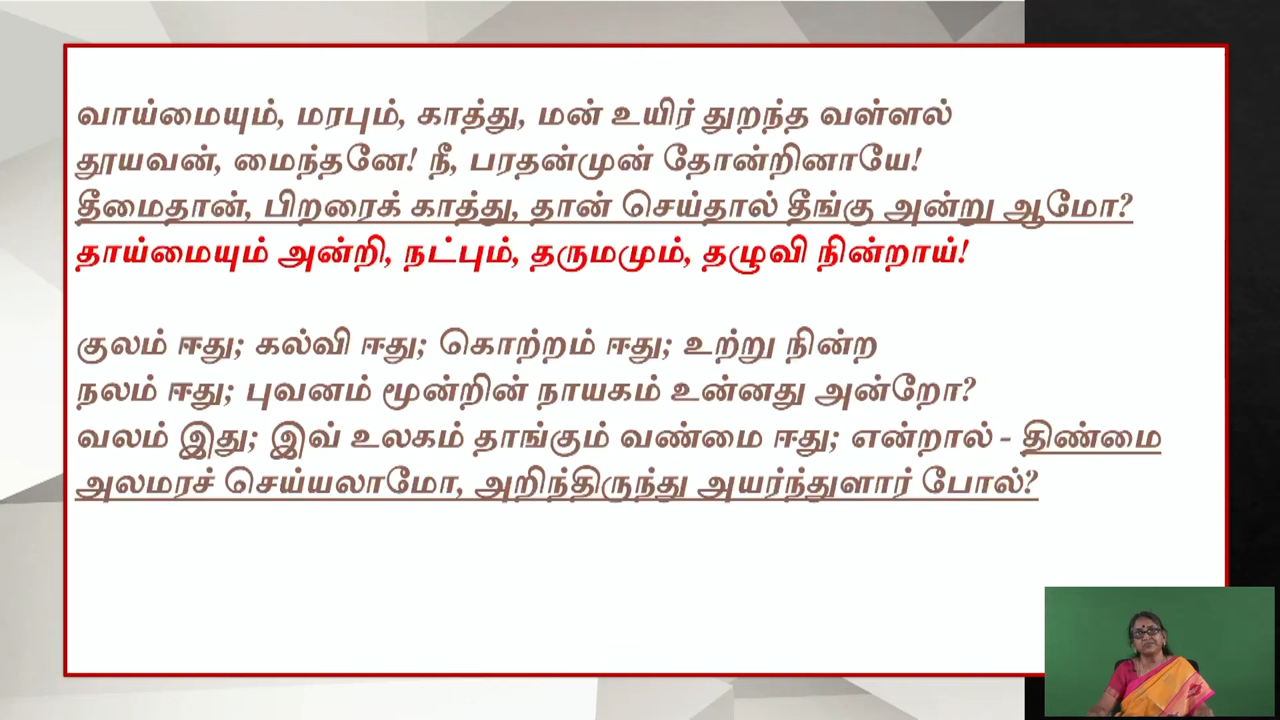 வாய்மையும், மரபும், காத்து, மன் உயிர் துறந்த வள்ளல்
தூயவன், மைந்தனே! நீ, பரதன்முன் தோன்றினாயே!
தீமைதான், பிறரைக் காத்து, தான் செய்தால் தீங்கு அன்று ஆமோ?
தாய்மையும் அன்றி, நட்பும், தருமமும், தழுவி நின்றாய்!
குலம் ஈது; கல்வி ஈது; கொற்றம் ஈது; உற்று நின்ற
நலம் ஈது; புவனம் மூன்றின் நாயகம் உன்னது அன்றோ?
வலம் இது; இவ் உலகம் தாங்கும் வண்மை ஈது; என்றால் - திண்மை
அலமரச் செய்யலாமோ, அறிந்திருந்து அயர்ந்துளார் போல்?